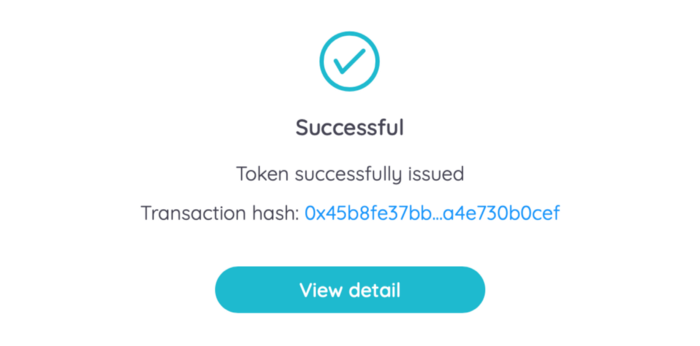 Successful
Token successfully issued
Transaction hash: 0x45b8fe37bb...a4e730b0cef
View detail